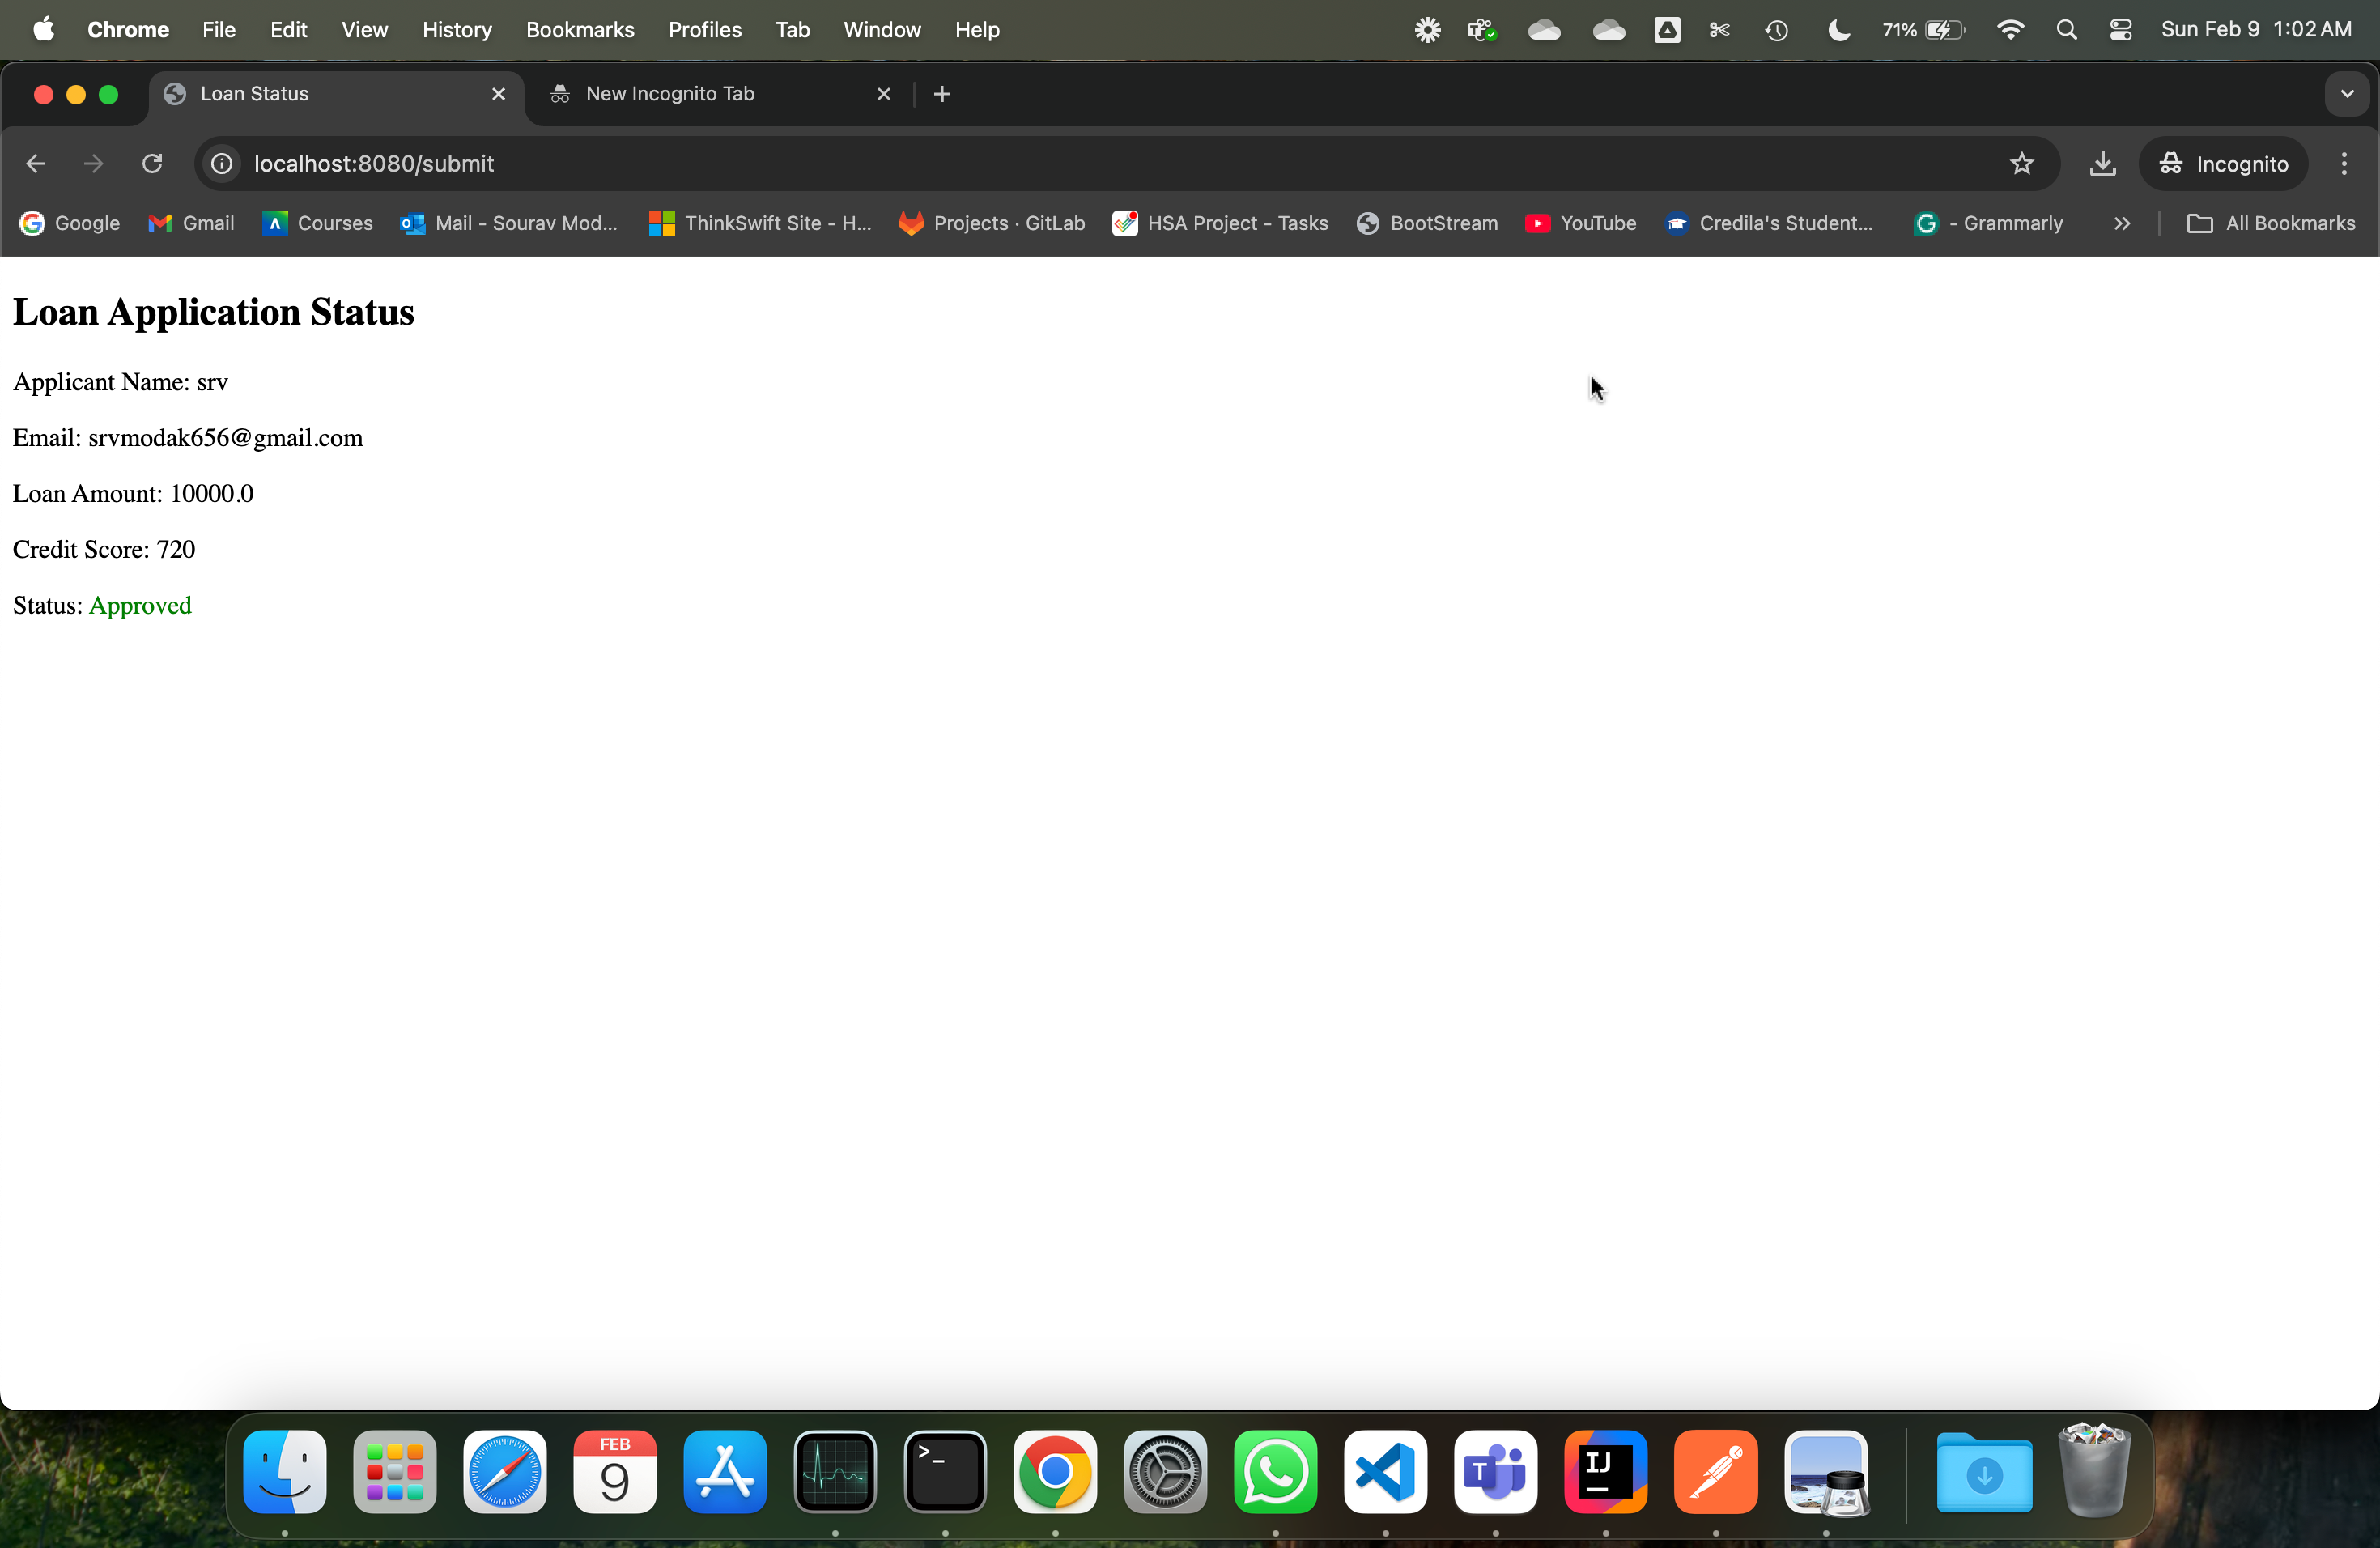 Chrome File Edit View History Bookmarks Profiles Tab Window Help 71% Sun Feb 9 1:02 AM
Loan Status New Incognito Tab
localhost:8080/submit Incognito
Google Gmail Courses Mail - Sourav Mod... ThinkSwift Site - H... Projects · GitLab HSA Project - Tasks BootStream YouTube Credila's Student... - Grammarly All Bookmarks
Loan Application Status
Applicant Name: srv
Email: srvmodak656@gmail.com
Loan Amount: 10000.0
Credit Score: 720
Status: Approved
FEB
9
>_
T
IJ